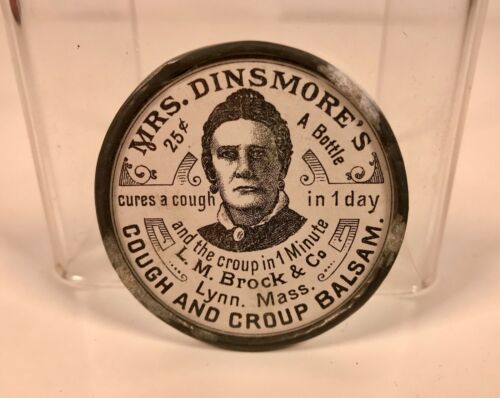 MRS. DINSMORE'S
25¢ A Bottle
cures a cough in 1 day
and the croup in 1 Minute
L. M. BROCK & Co
Lynn. Mass.
COUGH AND CROUP BALSAM.